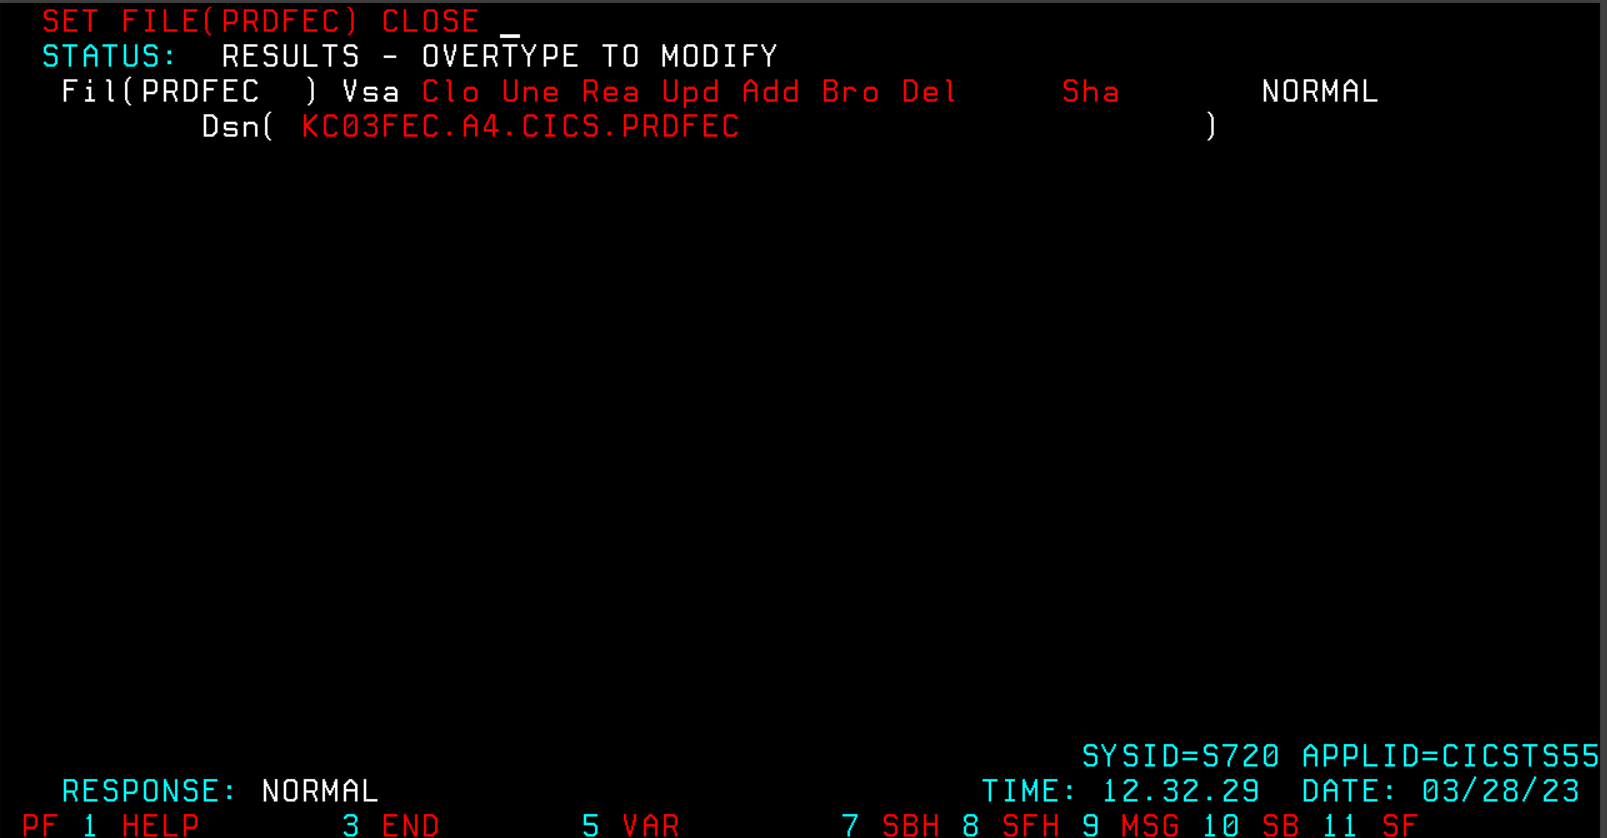 SET FILE(PRDFEC) CLOSE _
STATUS:  RESULTS - OVERTYPE TO MODIFY
Fil(PRDFEC  ) Vsa Clo Une Rea Upd Add Bro Del     Sha       NORMAL
Dsn( KC03FEC.A4.CICS.PRDFEC                       )
SYSID=S720 APPLID=CICSTS55
RESPONSE: NORMAL                              TIME: 12.32.29  DATE: 03/28/23
PF 1 HELP       3 END       5 VAR        7 SBH 8 SFH 9 MSG 10 SB 11 SF